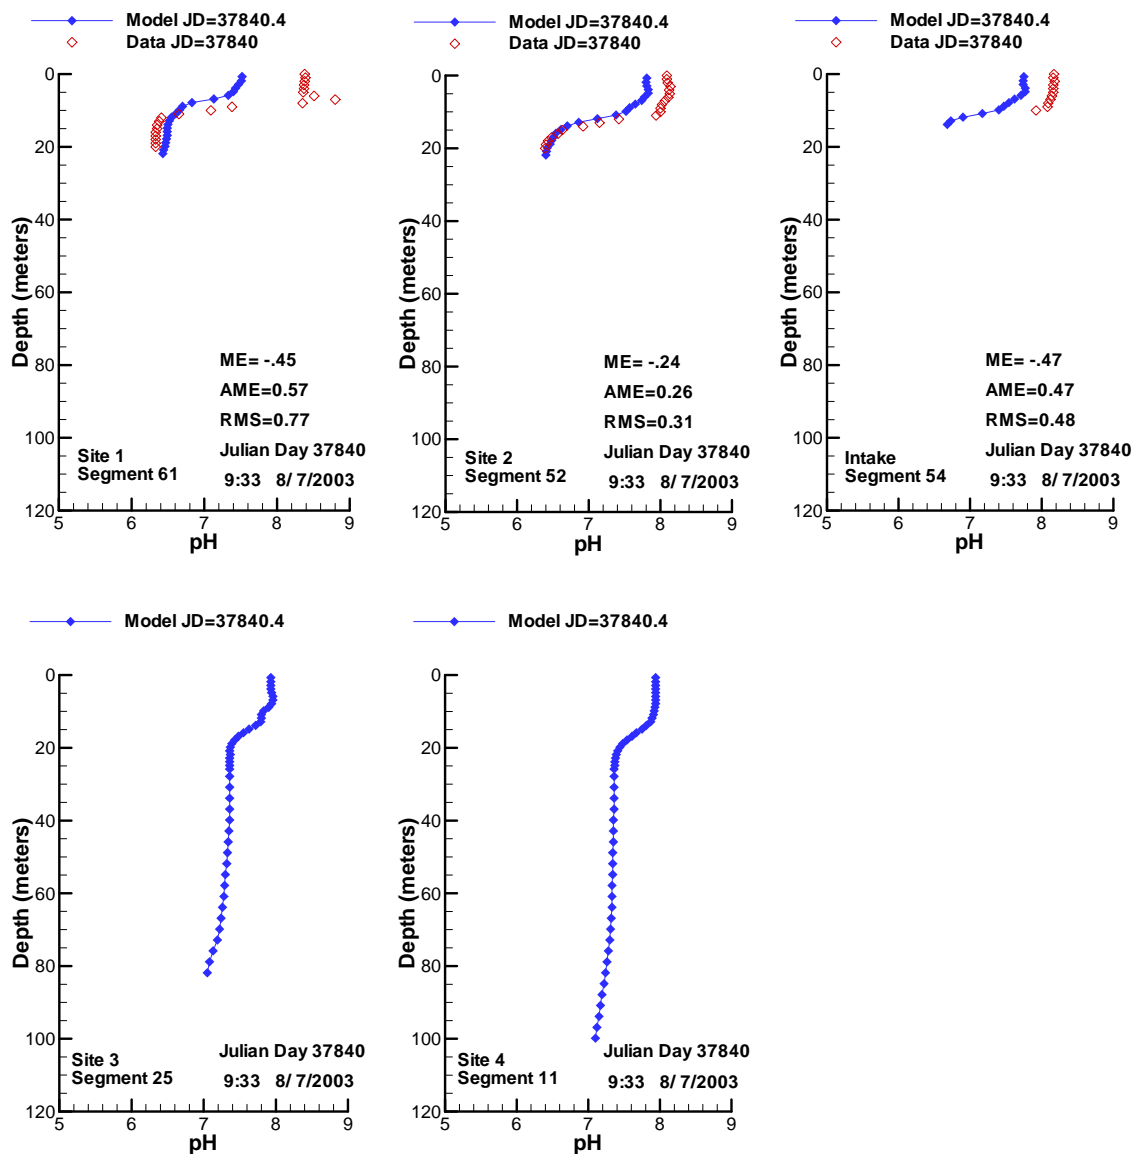 Model JD=37840.4
Data JD=37840
0
20
40
60
80
100
120
Depth (meters)
ME= -.45
AME=0.57
RMS=0.77
Julian Day 37840
9:33 8/ 7/2003
Site 1
Segment 61
5 6 7 8 9
pH
Model JD=37840.4
Data JD=37840
0
20
40
60
80
100
120
Depth (meters)
ME= -.24
AME=0.26
RMS=0.31
Julian Day 37840
9:33 8/ 7/2003
Site 2
Segment 52
5 6 7 8 9
pH
Model JD=37840.4
Data JD=37840
0
20
40
60
80
100
120
Depth (meters)
ME= -.47
AME=0.47
RMS=0.48
Julian Day 37840
9:33 8/ 7/2003
Intake
Segment 54
5 6 7 8 9
pH
Model JD=37840.4
0
20
40
60
80
100
120
Depth (meters)
Julian Day 37840
9:33 8/ 7/2003
Site 3
Segment 25
5 6 7 8 9
pH
Model JD=37840.4
0
20
40
60
80
100
120
Depth (meters)
Julian Day 37840
9:33 8/ 7/2003
Site 4
Segment 11
5 6 7 8 9
pH